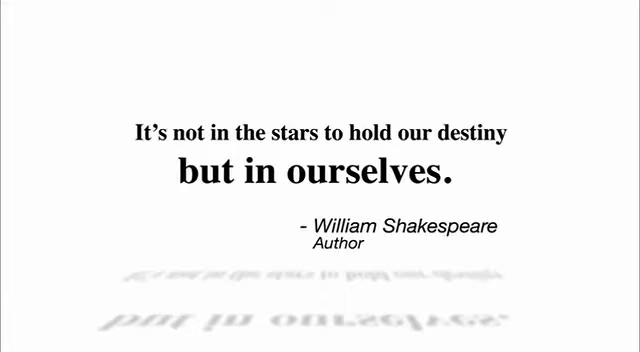 It's not in the stars to hold our destiny
but in ourselves.
- William Shakespeare
Author